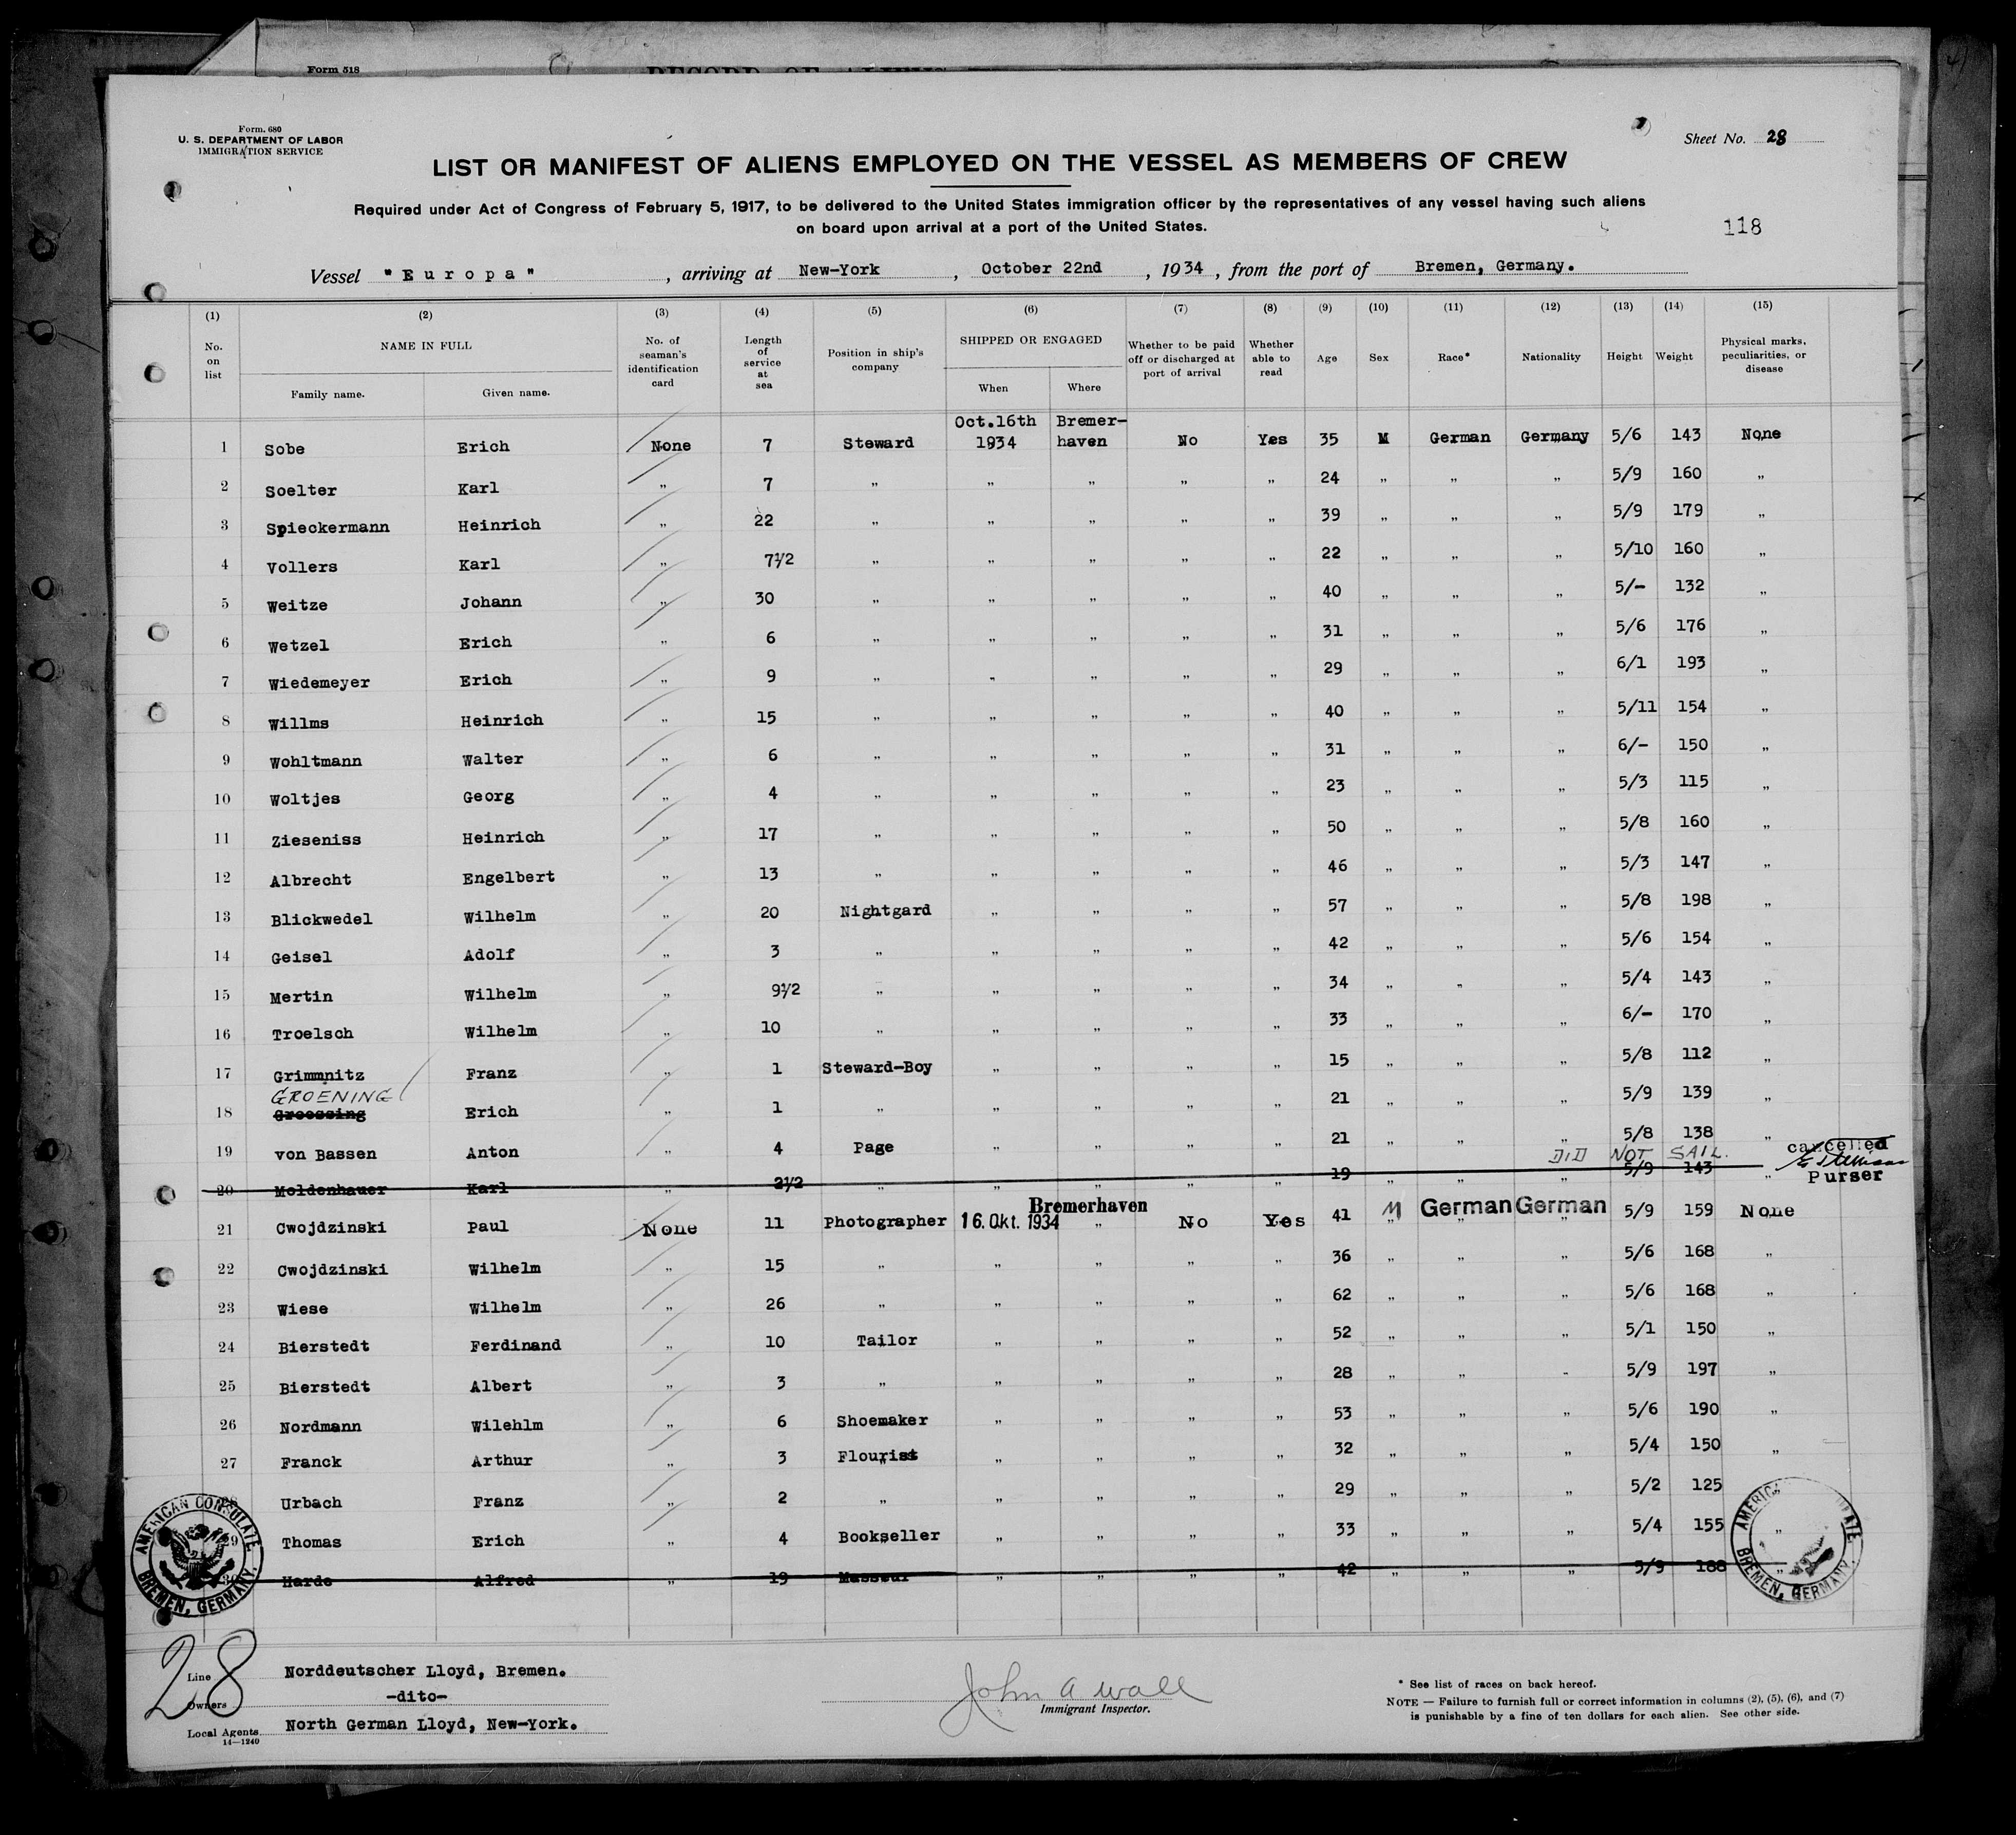 Form 518
RECORD OF ALIENS
Form. 680
U. S. DEPARTMENT OF LABOR
IMMIGRATION SERVICE
Sheet No. 28
LIST OR MANIFEST OF ALIENS EMPLOYED ON THE VESSEL AS MEMBERS OF CREW
Required under Act of Congress of February 5, 1917, to be delivered to the United States immigration officer by the representatives of any vessel having such aliens
on board upon arrival at a port of the United States.
118
Vessel "Europa", arriving at New-York, October 22nd, 1934, from the port of Bremen, Germany.
(1) (2) (3) (4) (5) (6) (7) (8) (9) (10) (11) (12) (13) (14) (15)
No. on list NAME IN FULL Family name. Given name. No. of seaman's identification card Length of service at sea Position in ship's company SHIPPED OR ENGAGED When Where Whether to be paid off or discharged at port of arrival Whether able to read Age Sex Race* Nationality Height Weight Physical marks, peculiarities, or disease
1 Sobe Erich None 7 Steward Oct.16th 1934 Bremer-haven No Yes 35 M German Germany 5/6 143 None
2 Soelter Karl " 7 " " " " " 24 " " " 5/9 160 "
3 Spieckermann Heinrich " 22 " " " " " 39 " " " 5/9 179 "
4 Vollers Karl " 7½ " " " " " 22 " " " 5/10 160 "
5 Weitze Johann " 30 " " " " " 40 " " " 5/- 132 "
6 Wetzel Erich " 6 " " " " " 31 " " " 5/6 176 "
7 Wiedemeyer Erich " 9 " " " " " 29 " " " 6/1 193 "
8 Willms Heinrich " 15 " " " " " 40 " " " 5/11 154 "
9 Wohltmann Walter " 6 " " " " " 31 " " " 6/- 150 "
10 Woltjes Georg " 4 " " " " " 23 " " " 5/3 115 "
11 Zieseniss Heinrich " 17 " " " " " 50 " " " 5/8 160 "
12 Albrecht Engelbert " 13 " " " " " 46 " " " 5/3 147 "
13 Blickwedel Wilhelm " 20 Nightgard " " " " 57 " " " 5/8 198 "
14 Geisel Adolf " 3 " " " " " 42 " " " 5/6 154 "
15 Mertin Wilhelm " 9½ " " " " " 34 " " " 5/4 143 "
16 Troelsch Wilhelm " 10 " " " " " 33 " " " 6/- 170 "
17 Grimmnitz Franz " 1 Steward-Boy " " " " 15 " " " 5/8 112 "
GROENING
18 Groessing Erich " 1 " " " " " 21 " " " 5/9 139 "
19 von Bassen Anton " 4 Page " " " " 21 " " " 5/8 138 "
DID NOT SAIL. cancelled
Purser
20 Moldenhauer Karl " 2½ " " " " " 19 " " " 5/9 143 "
21 Cwojdzinski Paul None 11 Photographer 16. Okt. 1934 Bremerhaven " No Yes 41 M German German 5/9 159 None
22 Cwojdzinski Wilhelm " 15 " " " " " 36 " " " 5/6 168 "
23 Wiese Wilhelm " 26 " " " " " 62 " " " 5/6 168 "
24 Bierstedt Ferdinand " 10 Tailor " " " " 52 " " " 5/1 150 "
25 Bierstedt Albert " 3 " " " " " 28 " " " 5/9 197 "
26 Nordmann Wilehlm " 6 Shoemaker " " " " 53 " " " 5/6 190 "
27 Franck Arthur " 3 Flourist " " " " 32 " " " 5/4 150 "
28 Urbach Franz " 2 " " " " " 29 " " " 5/2 125 "
29 Thomas Erich " 4 Bookseller " " " " 33 " " " 5/4 155 "
30 Harde Alfred " 19 Masseur " " " " 42 " " " 5/9 188 "
AMERICAN CONSULATE BREMEN, GERMANY.
AMERIC ATE BREMEN, GERMANY.
28
Line Norddeutscher Lloyd, Bremen.
Owners -dito-
Local Agents North German Lloyd, New-York.
14-1240
John A Wall
Immigrant Inspector.
* See list of races on back hereof.
NOTE — Failure to furnish full or correct information in columns (2), (5), (6), and (7)
is punishable by a fine of ten dollars for each alien. See other side.